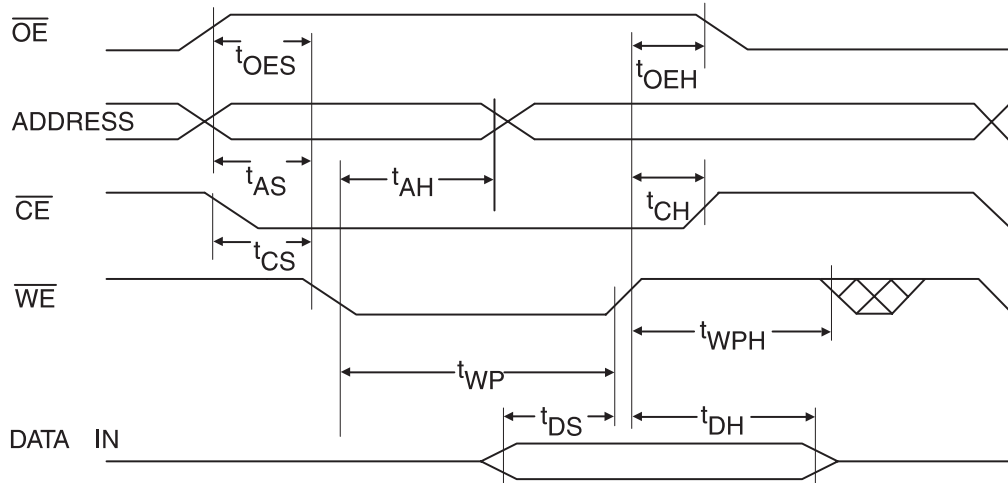 OE
tOES
tOEH
ADDRESS
tAS
tAH
CE
tCH
tCS
WE
tWPH
tWP
tDS
tDH
DATA IN